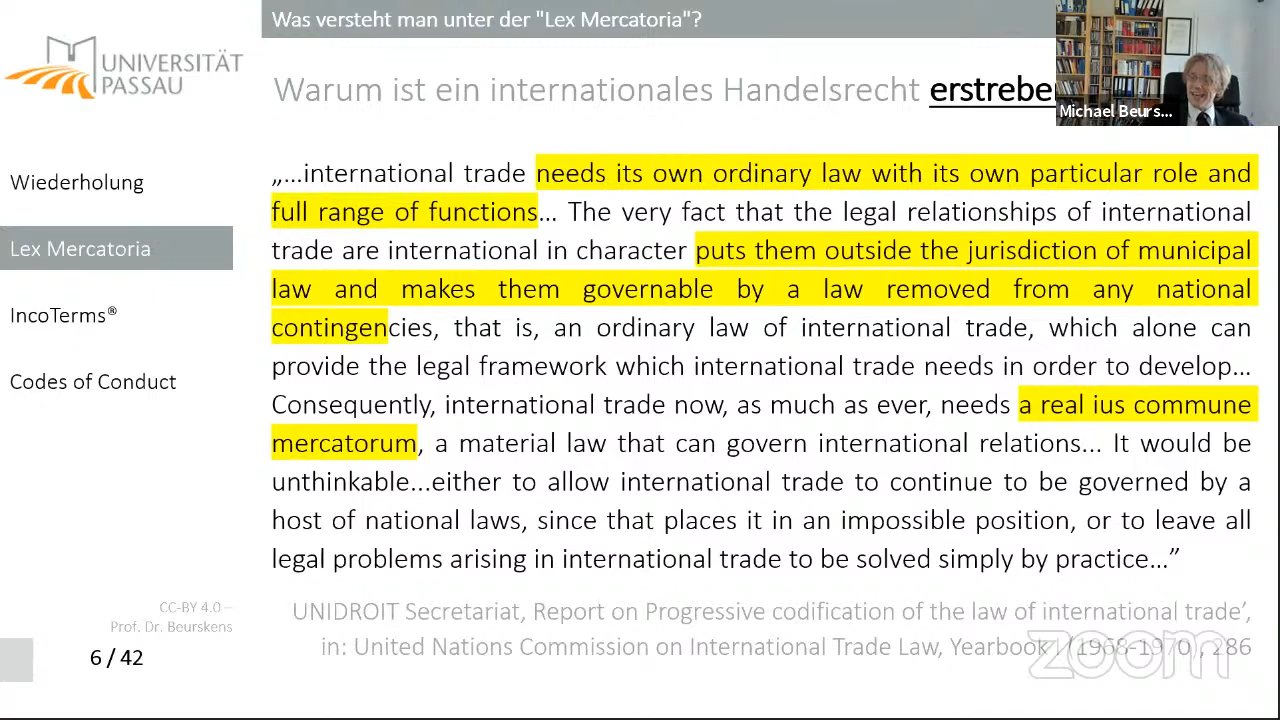 Was versteht man unter der "Lex Mercatoria"?
UNIVERSITÄT
PASSAU
Warum ist ein internationales Handelsrecht erstrebe
Michael Beurs...
Wiederholung
Lex Mercatoria
IncoTerms®
Codes of Conduct
„...international trade needs its own ordinary law with its own particular role and
full range of functions... The very fact that the legal relationships of international
trade are international in character puts them outside the jurisdiction of municipal
law and makes them governable by a law removed from any national
contingencies, that is, an ordinary law of international trade, which alone can
provide the legal framework which international trade needs in order to develop...
Consequently, international trade now, as much as ever, needs a real ius commune
mercatorum, a material law that can govern international relations... It would be
unthinkable...either to allow international trade to continue to be governed by a
host of national laws, since that places it in an impossible position, or to leave all
legal problems arising in international trade to be solved simply by practice...”
UNIDROIT Secretariat, Report on Progressive codification of the law of international trade’,
in: United Nations Commission on International Trade Law, Yearbook I (1968-1970), 286
CC-BY 4.0 –
Prof. Dr. Beurskens
6 / 42
zoom